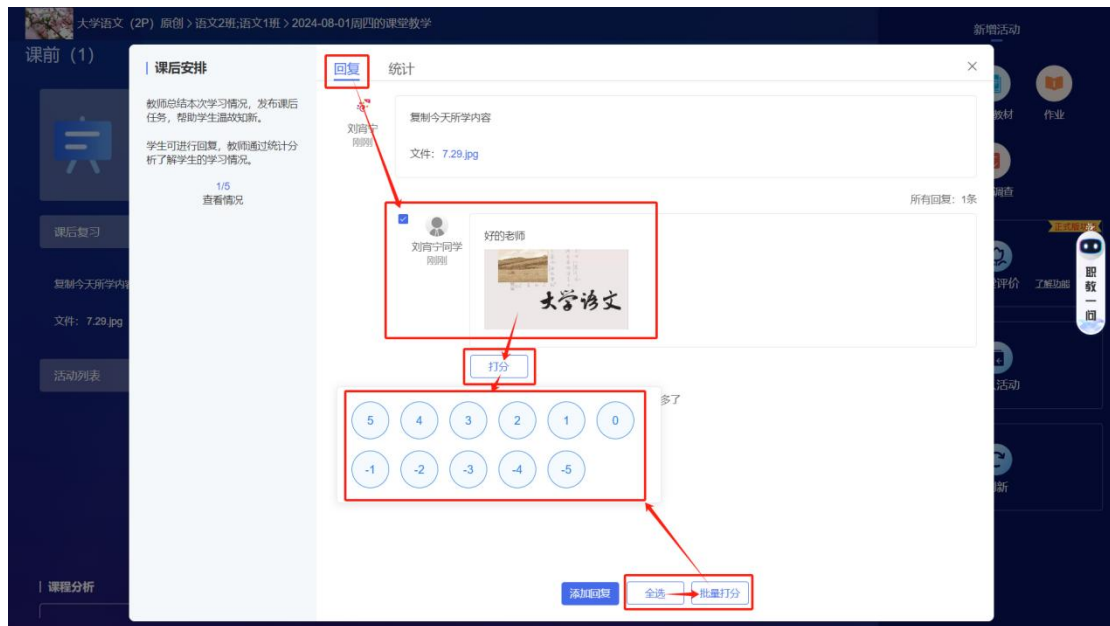 大学语文 (2P) 原创 > 语文2班;语文1班 > 2024-08-01周四的课堂教学
新增活动
课前 (1)
课后安排
回复
统计
教师总结本次学习情况，发布课后
任务，帮助学生温故知新。
学生可进行回复，教师通过统计分
析了解学生的学习情况。
1/5
查看情况
刘肖宁
刚刚
复制今天所学内容
文件：7.29.jpg
所有回复：1条
刘肖宁同学
刚刚
好的老师
大学语文
打分
5
4
3
2
1
0
-1
-2
-3
-4
-5
多了
添加回复
全选
批量打分
课后复习
复制今天所学内
文件：7.29.jpg
活动列表
课程分析
教材
作业
调查
正式版
评价
了解功能
职教一问
活动